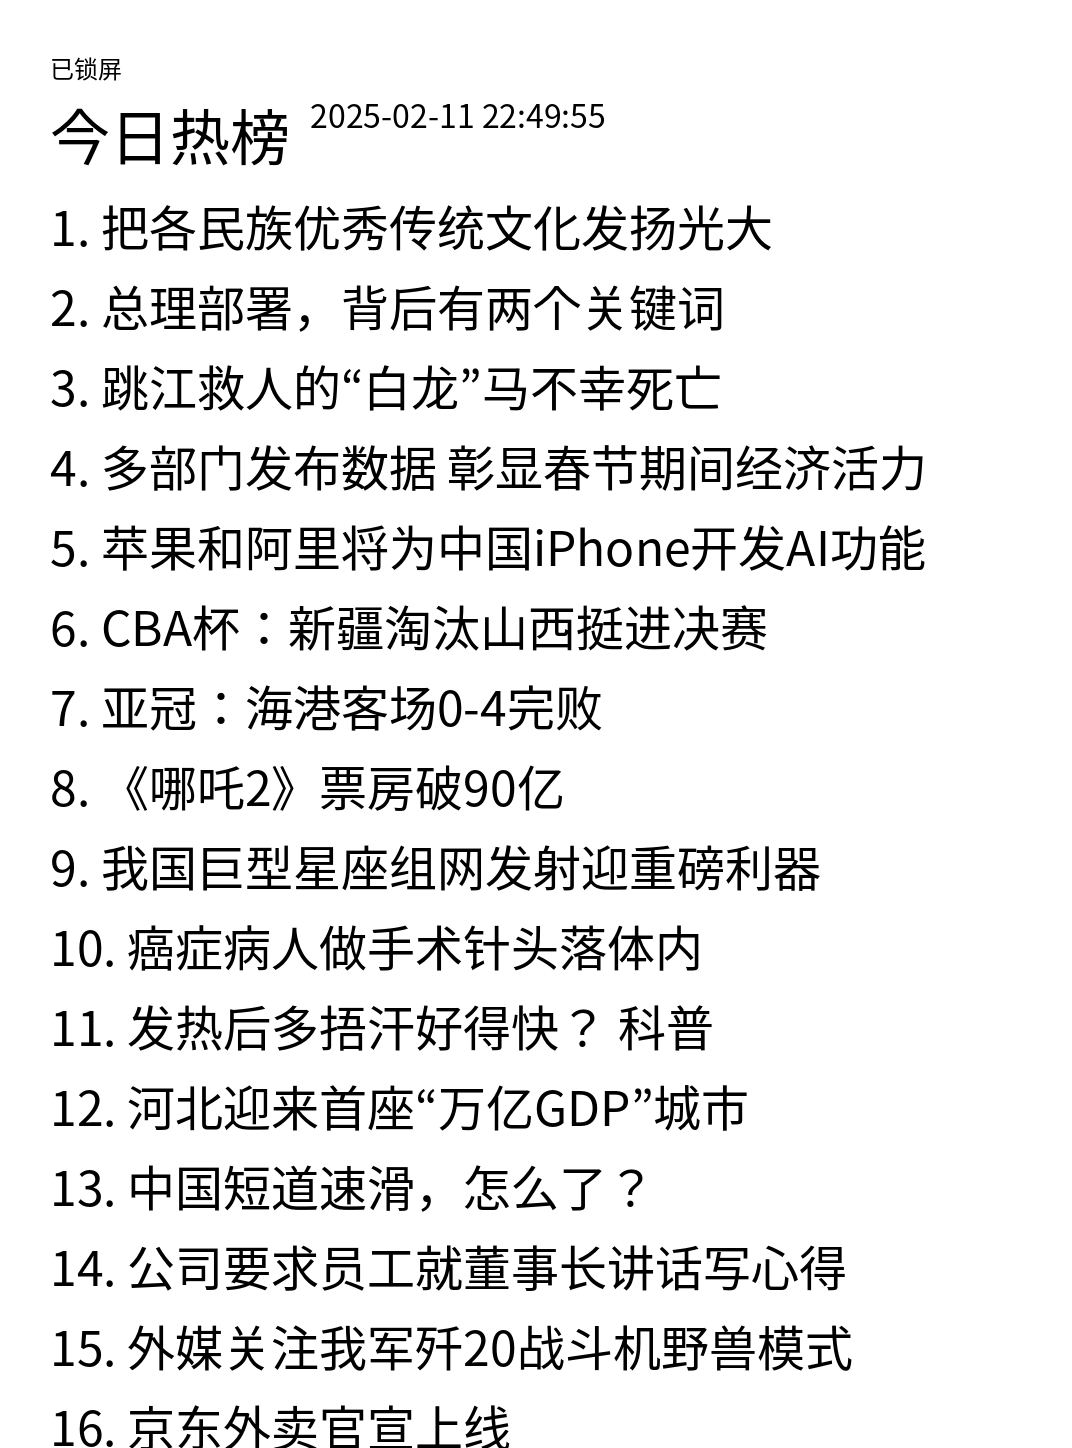 已锁屏
今日热榜 2025-02-11 22:49:55
1. 把各民族优秀传统文化发扬光大
2. 总理部署，背后有两个关键词
3. 跳江救人的“白龙”马不幸死亡
4. 多部门发布数据 彰显春节期间经济活力
5. 苹果和阿里将为中国iPhone开发AI功能
6. CBA杯：新疆淘汰山西挺进决赛
7. 亚冠：海港客场0-4完败
8. 《哪吒2》票房破90亿
9. 我国巨型星座组网发射迎重磅利器
10. 癌症病人做手术针头落体内
11. 发热后多捂汗好得快？ 科普
12. 河北迎来首座“万亿GDP”城市
13. 中国短道速滑，怎么了？
14. 公司要求员工就董事长讲话写心得
15. 外媒关注我军歼20战斗机野兽模式
16. 京东外卖官宣上线